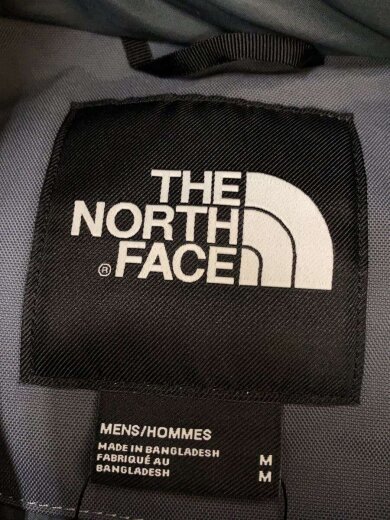 THE
NORTH
® FACE
MENS/HOMMES
MADE IN BANGLADESH M
FABRIQUÉ AU
BANGLADESH M